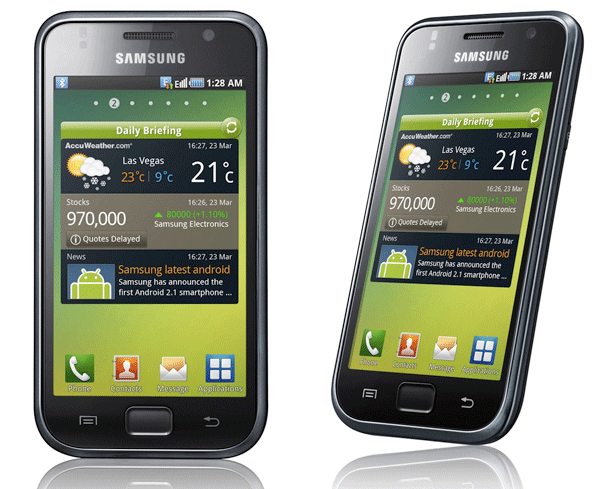 SAMSUNG
1:28 AM
2
Daily Briefing
AccuWeather.com® 16:27, 23 Mar
Las Vegas
23°c | 9°c 21°c
Stocks 16:26, 23 Mar
970,000 ▲ 80000 (+1.10%)
Samsung Electronics
Quotes Delayed
News 16:27, 23 Mar
Samsung latest android
Samsung has announced the
first Android 2.1 smartphone ...
Phone Contacts Message Applications
SAMSUNG
1:28 AM
2
Daily Briefing
AccuWeather.com® 16:27, 23 Mar
Las Vegas
23°c | 9°c 21°c
Stocks 16:26, 23 Mar
970,000 ▲ 80000 (+1.10%)
Samsung Electronics
Quotes Delayed
News 16:27, 23 Mar
Samsung latest android
Samsung has announced the
first Android 2.1 smartphone ...
Phone Contacts Message Applications